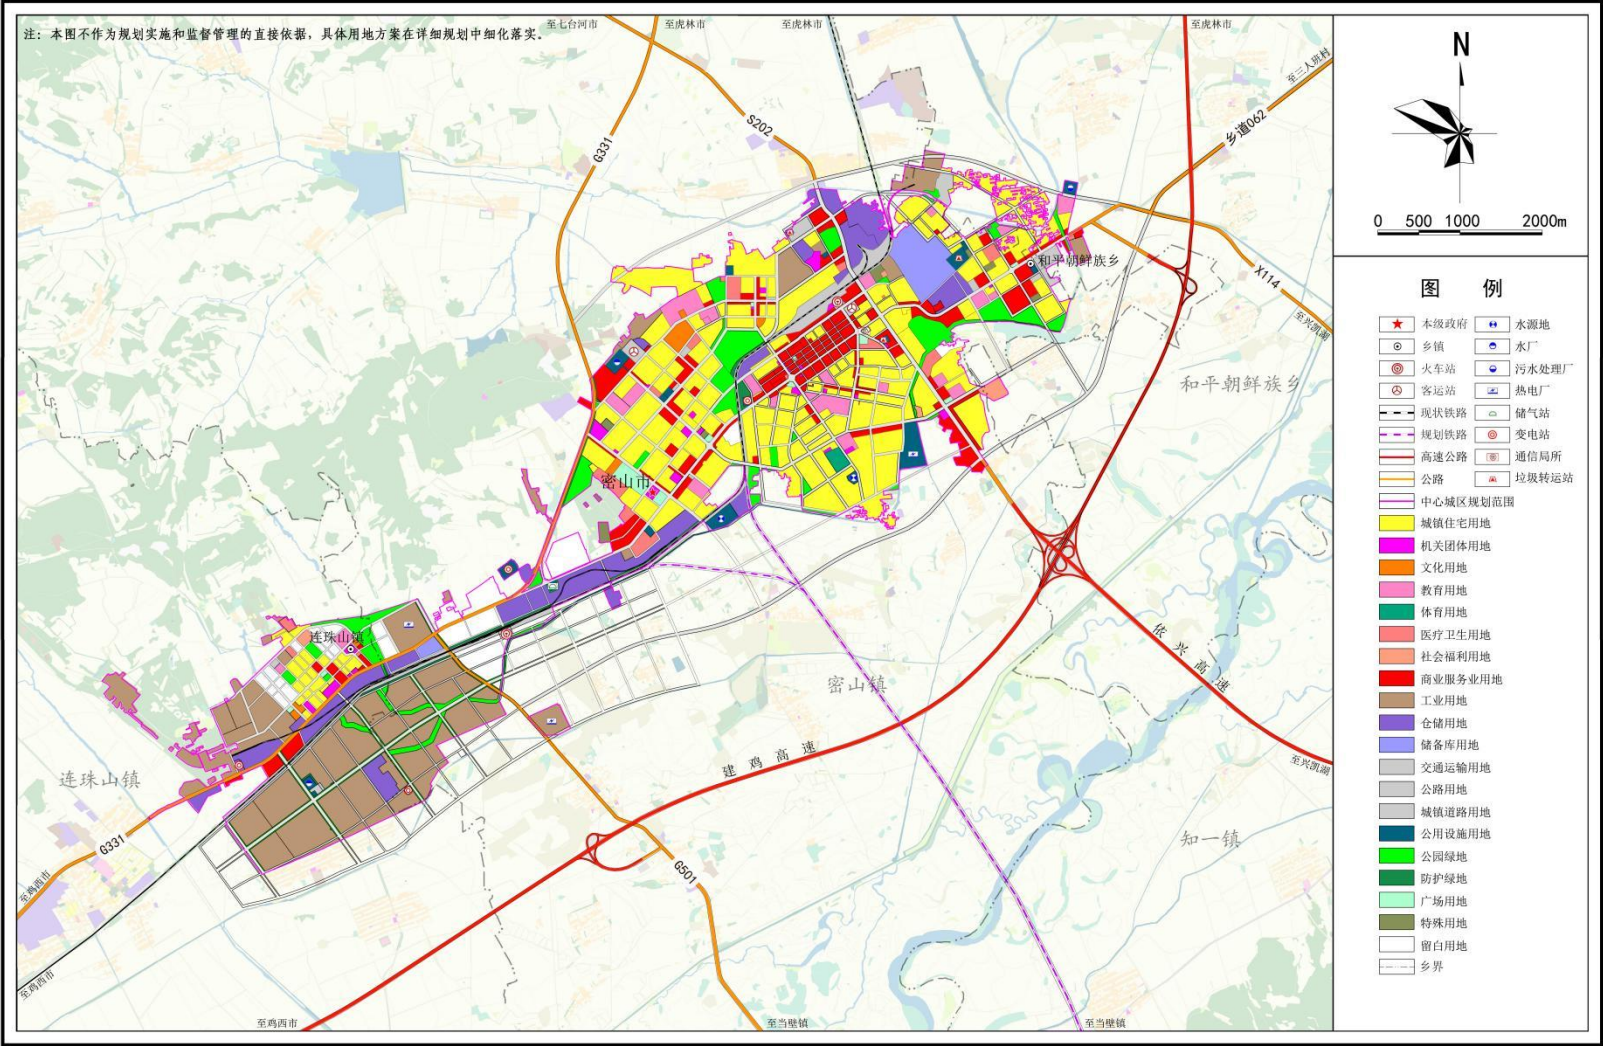 注：本图不作为规划实施和监督管理的直接依据，具体用地方案在详细规划中细化落实。
至七台河市
至虎林市
至虎林市
至虎林市
至三人班村
G331
S202
乡道062
X114
至兴凯湖
和平朝鲜族乡
和平朝鲜族乡
密山市
连珠山镇
密山镇
依兴高速
建鸡高速
连珠山镇
知一镇
至兴凯湖
G331
G501
至鸡西市
至鸡西市
至鸡西市
至当壁镇
至当壁镇
N
0 500 1000 2000m
图 例
本级政府 水源地
乡镇 水厂
火车站 污水处理厂
客运站 热电厂
现状铁路 储气站
规划铁路 变电站
高速公路 通信局所
公路 垃圾转运站
中心城区规划范围
城镇住宅用地
机关团体用地
文化用地
教育用地
体育用地
医疗卫生用地
社会福利用地
商业服务业用地
工业用地
仓储用地
储备库用地
交通运输用地
公路用地
城镇道路用地
公用设施用地
公园绿地
防护绿地
广场用地
特殊用地
留白用地
乡界